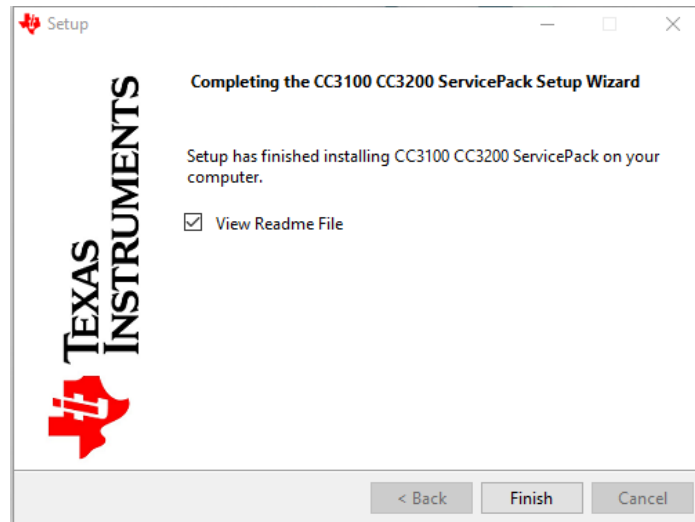 Setup
Completing the CC3100 CC3200 ServicePack Setup Wizard
Setup has finished installing CC3100 CC3200 ServicePack on your
computer.
View Readme File
TEXAS
INSTRUMENTS
< Back
Finish
Cancel